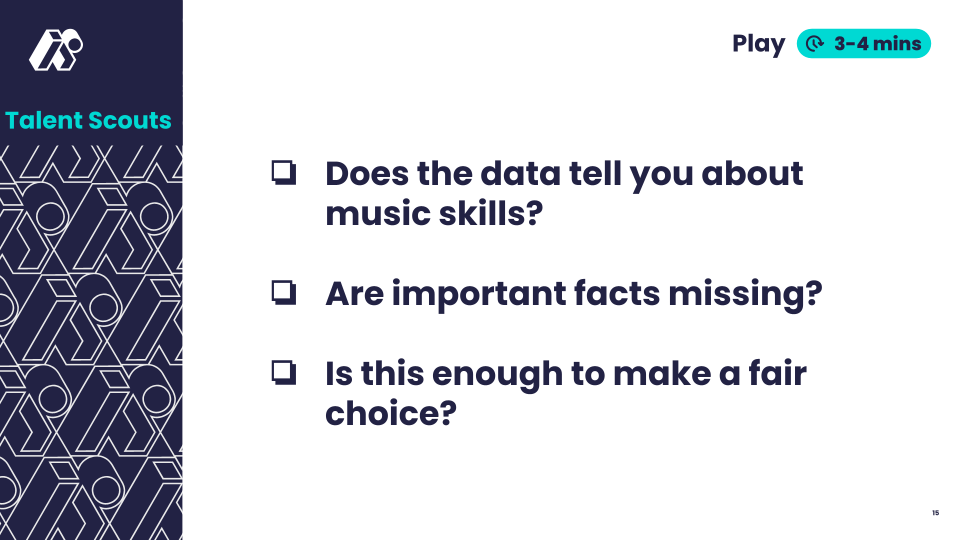 Play 3-4 mins
Talent Scouts
❏ Does the data tell you about
music skills?
❏ Are important facts missing?
❏ Is this enough to make a fair
choice?
15